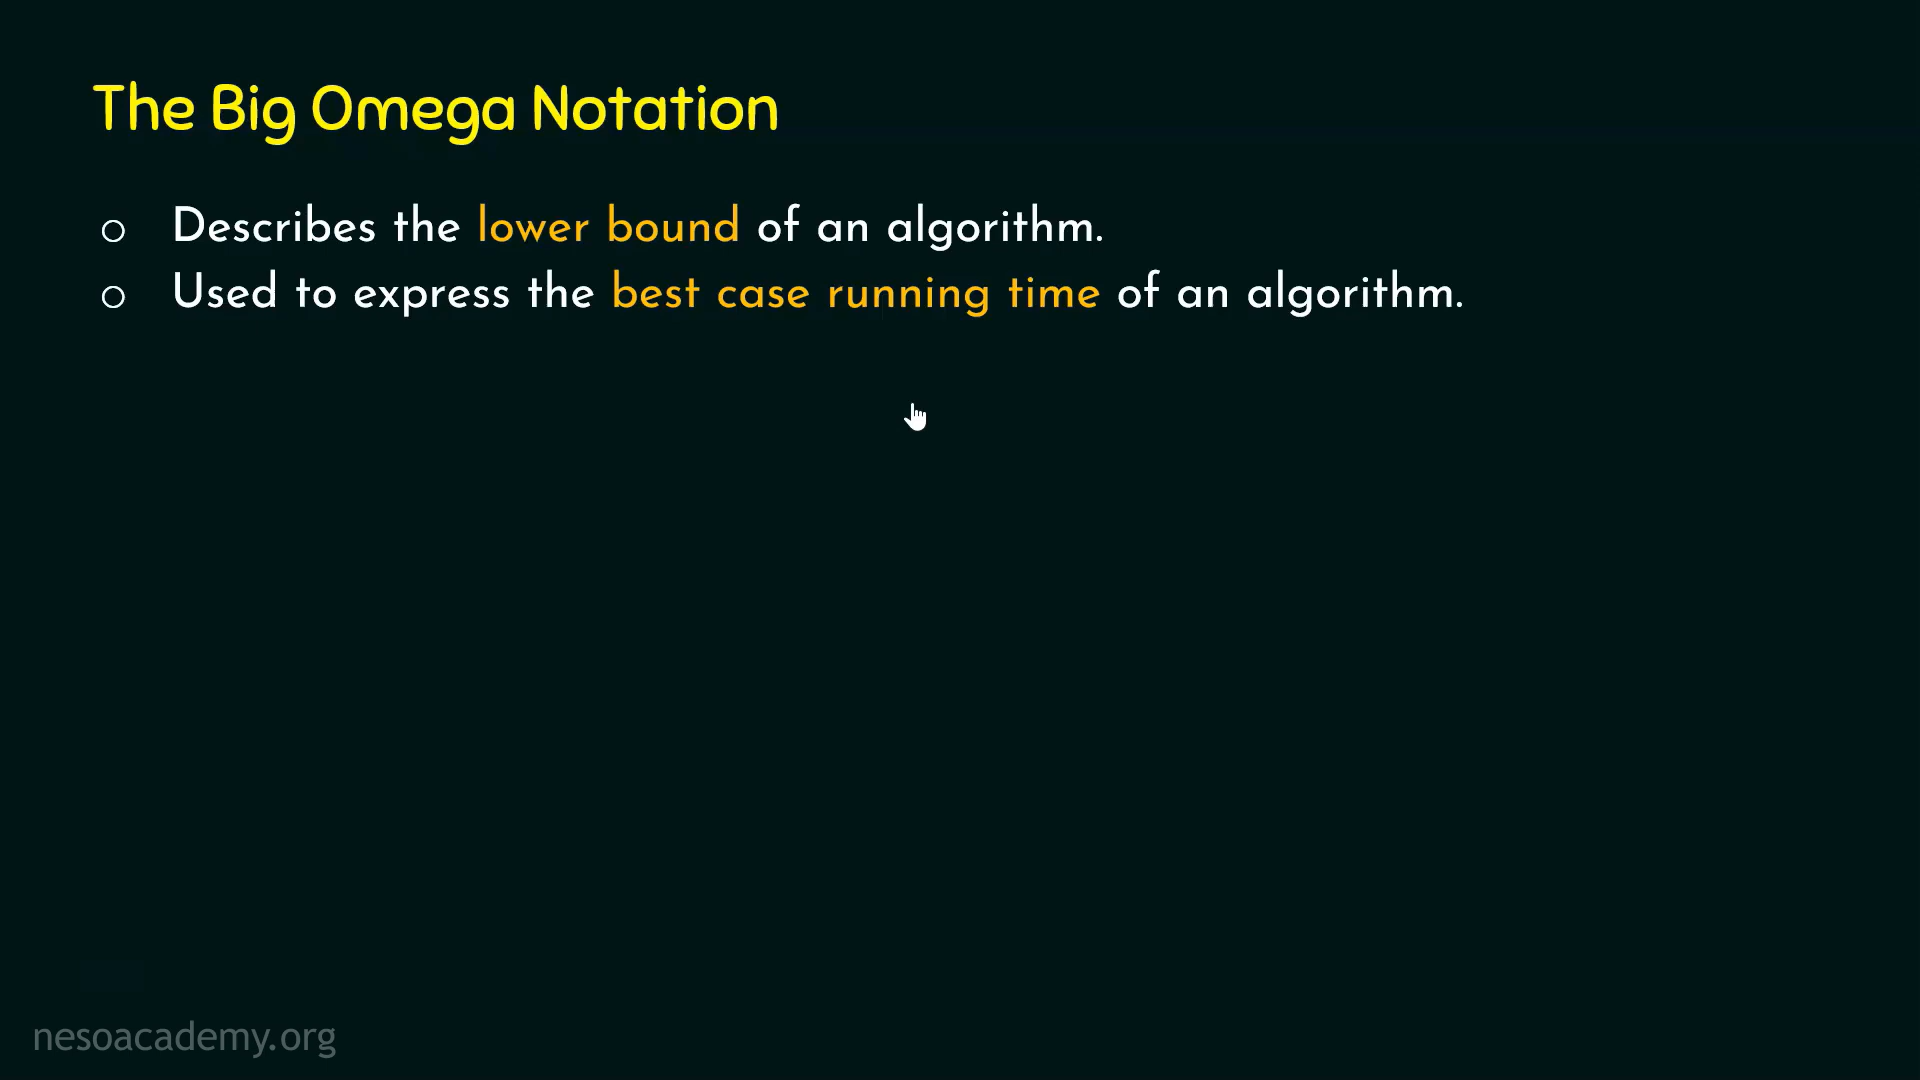 The Big Omega Notation
○ Describes the lower bound of an algorithm.
○ Used to express the best case running time of an algorithm.
nesoacademy.org